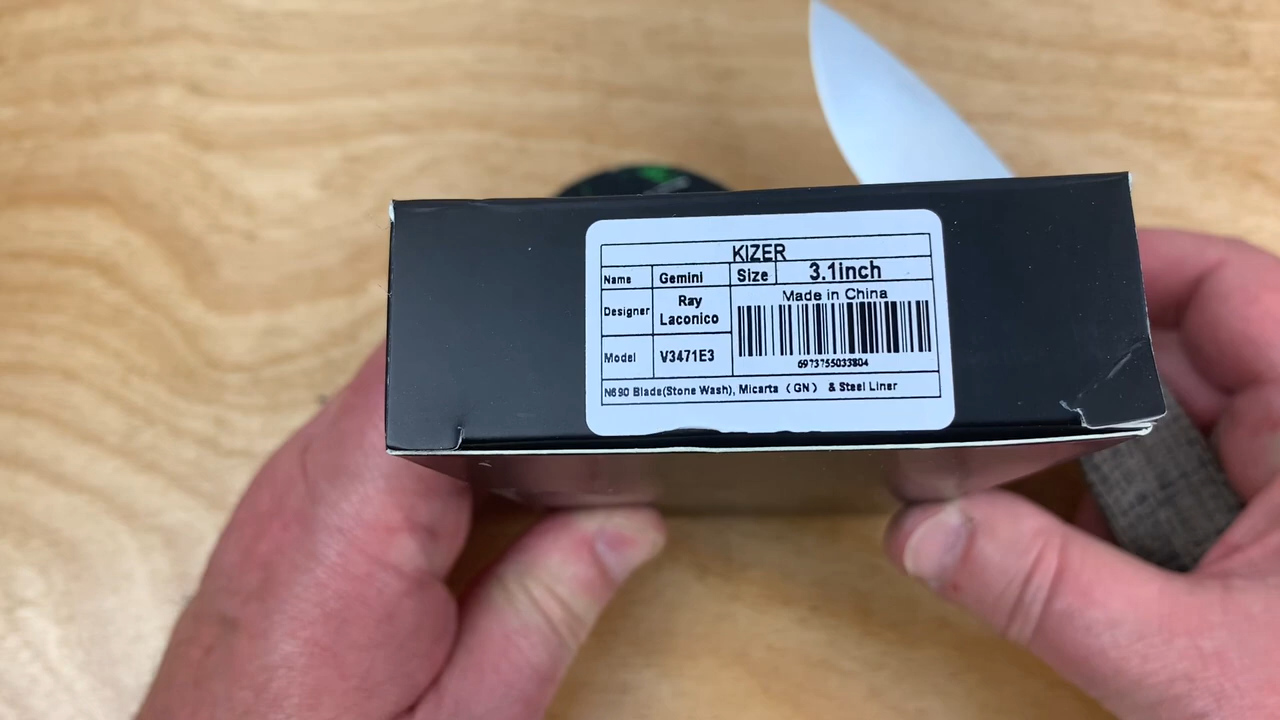 KIZER
Name Gemini Size 3.1inch
Designer Ray Laconico
Made in China
Model V3471E3
6973755033804
N690 Blade(Stone Wash), Micarta (GN) & Steel Liner